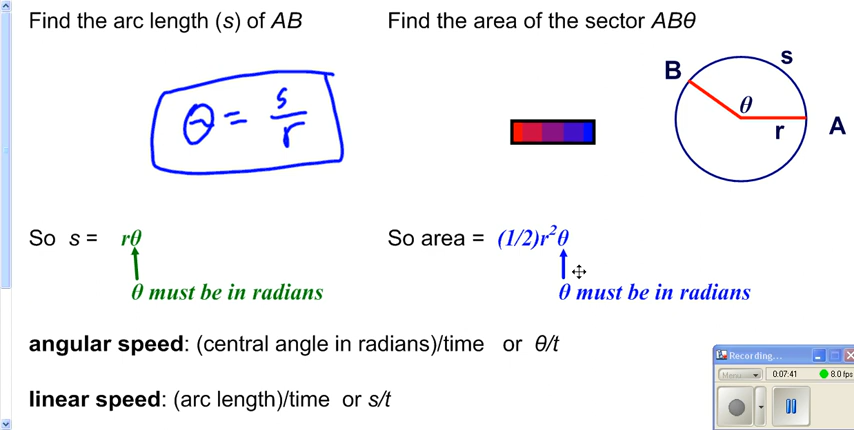 Find the arc length (s) of AB
θ = s/r
So s = rθ
θ must be in radians
Find the area of the sector ABθ
B
s
θ
r
A
So area = (1/2)r²θ
θ must be in radians
angular speed: (central angle in radians)/time or θ/t
linear speed: (arc length)/time or s/t
Recording...
Menu
0:07:41
8.0 fps